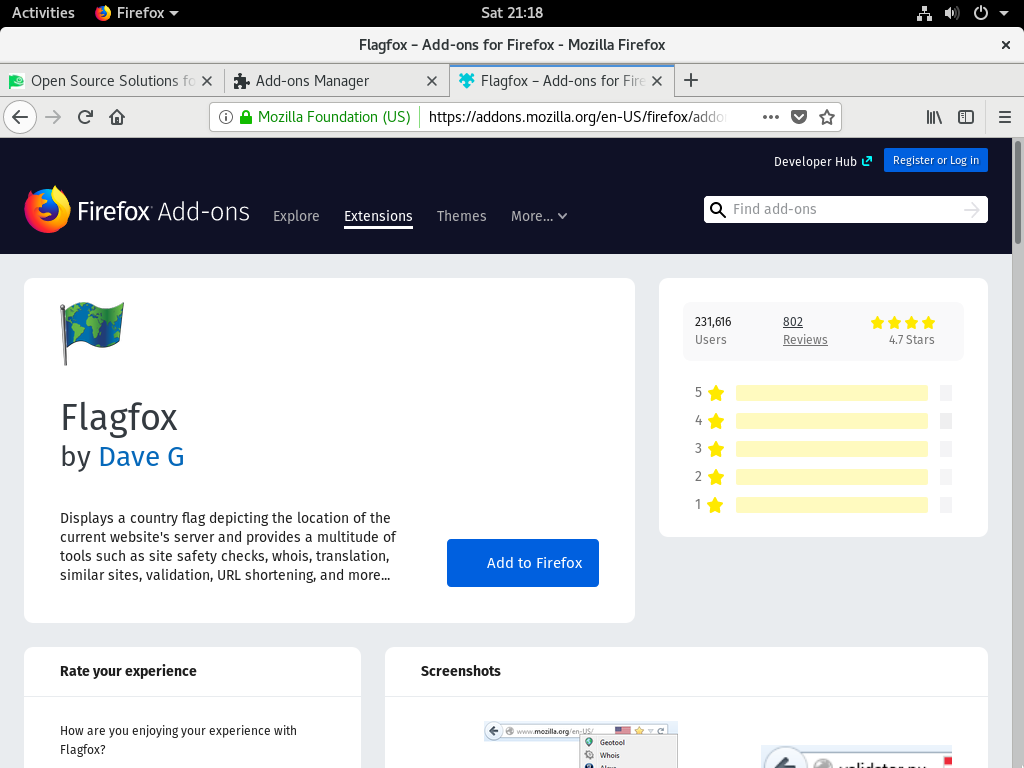 Activities Firefox Sat 21:18
Flagfox – Add-ons for Firefox - Mozilla Firefox
Open Source Solutions fo Add-ons Manager Flagfox – Add-ons for Fire
Mozilla Foundation (US) https://addons.mozilla.org/en-US/firefox/addo
Developer Hub Register or Log in
Firefox Add-ons Explore Extensions Themes More... Find add-ons
231,616 802
Users Reviews 4.7 Stars
5
4
3
2
1
Flagfox
by Dave G
Displays a country flag depicting the location of the
current website's server and provides a multitude of
tools such as site safety checks, whois, translation,
similar sites, validation, URL shortening, and more...
Add to Firefox
Rate your experience
How are you enjoying your experience with
Flagfox?
Screenshots
www.mozilla.org/en-US/
Geotool
Whois